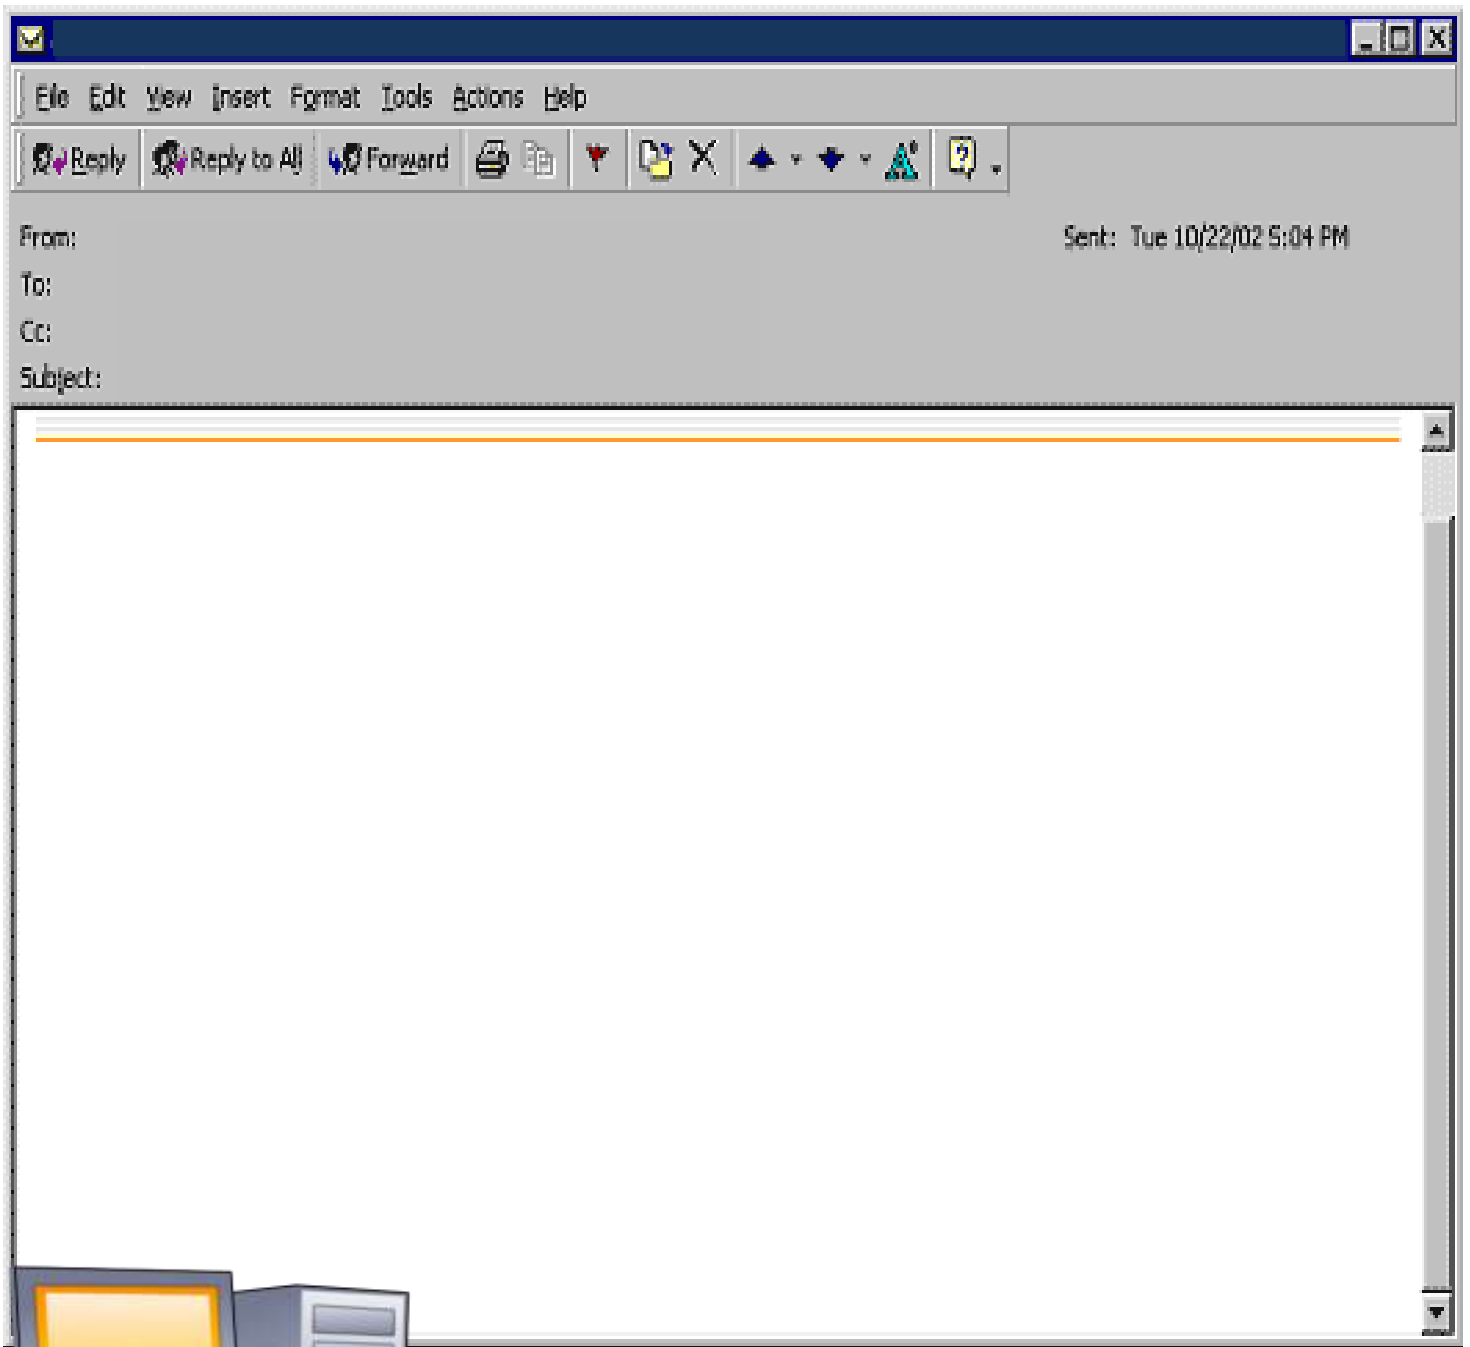 File Edit View Insert Format Tools Actions Help
Reply Reply to All Forward
From: Sent: Tue 10/22/02 5:04 PM
To:
Cc:
Subject: